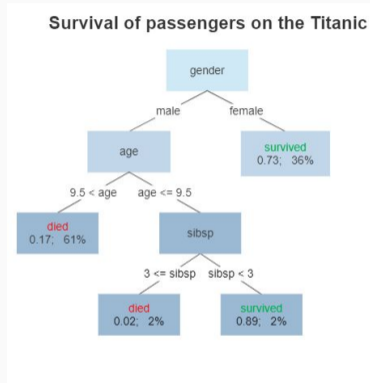 Survival of passengers on the Titanic
gender
male female
age
survived
0.73; 36%
9.5 < age age <= 9.5
died
0.17; 61%
sibsp
3 <= sibsp sibsp < 3
died
0.02; 2%
survived
0.89; 2%